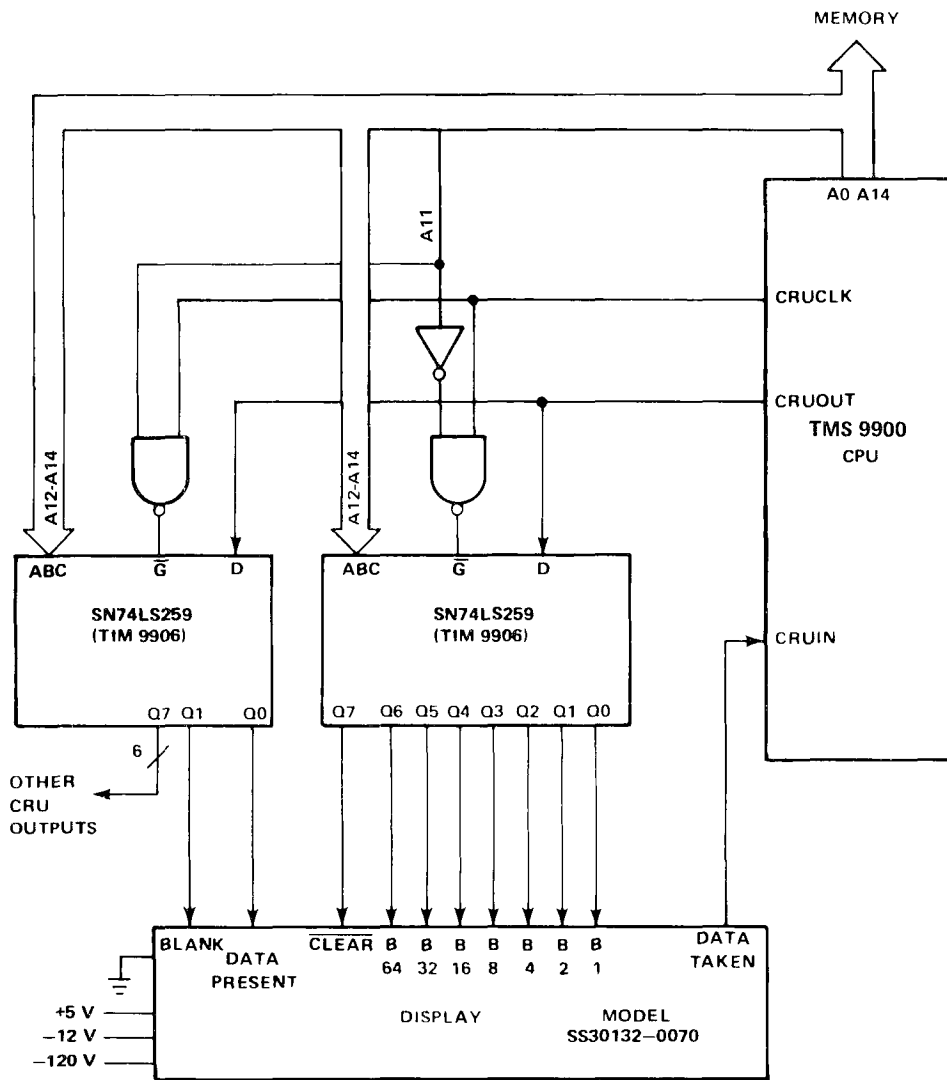 MEMORY
A0 A14
A11
CRUCLK
CRUOUT
TMS 9900
CPU
A12-A14
A12-A14
ABC G̅ D
SN74LS259
(TIM 9906)
Q7 Q1 Q0
ABC G̅ D
SN74LS259
(TIM 9906)
Q7 Q6 Q5 Q4 Q3 Q2 Q1 Q0
CRUIN
6
OTHER
CRU
OUTPUTS
BLANK
DATA
PRESENT
C̅L̅E̅A̅R̅
B B B B B B B
64 32 16 8 4 2 1
DATA
TAKEN
DISPLAY
MODEL
SS30132-0070
+5 V
-12 V
-120 V